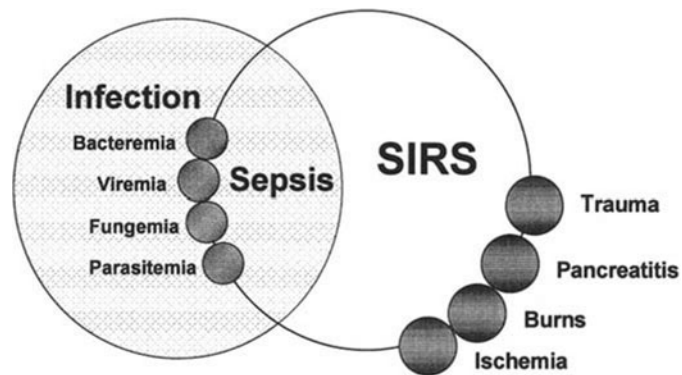 Infection
Bacteremia
Viremia
Fungemia
Parasitemia
Sepsis
SIRS
Trauma
Pancreatitis
Burns
Ischemia